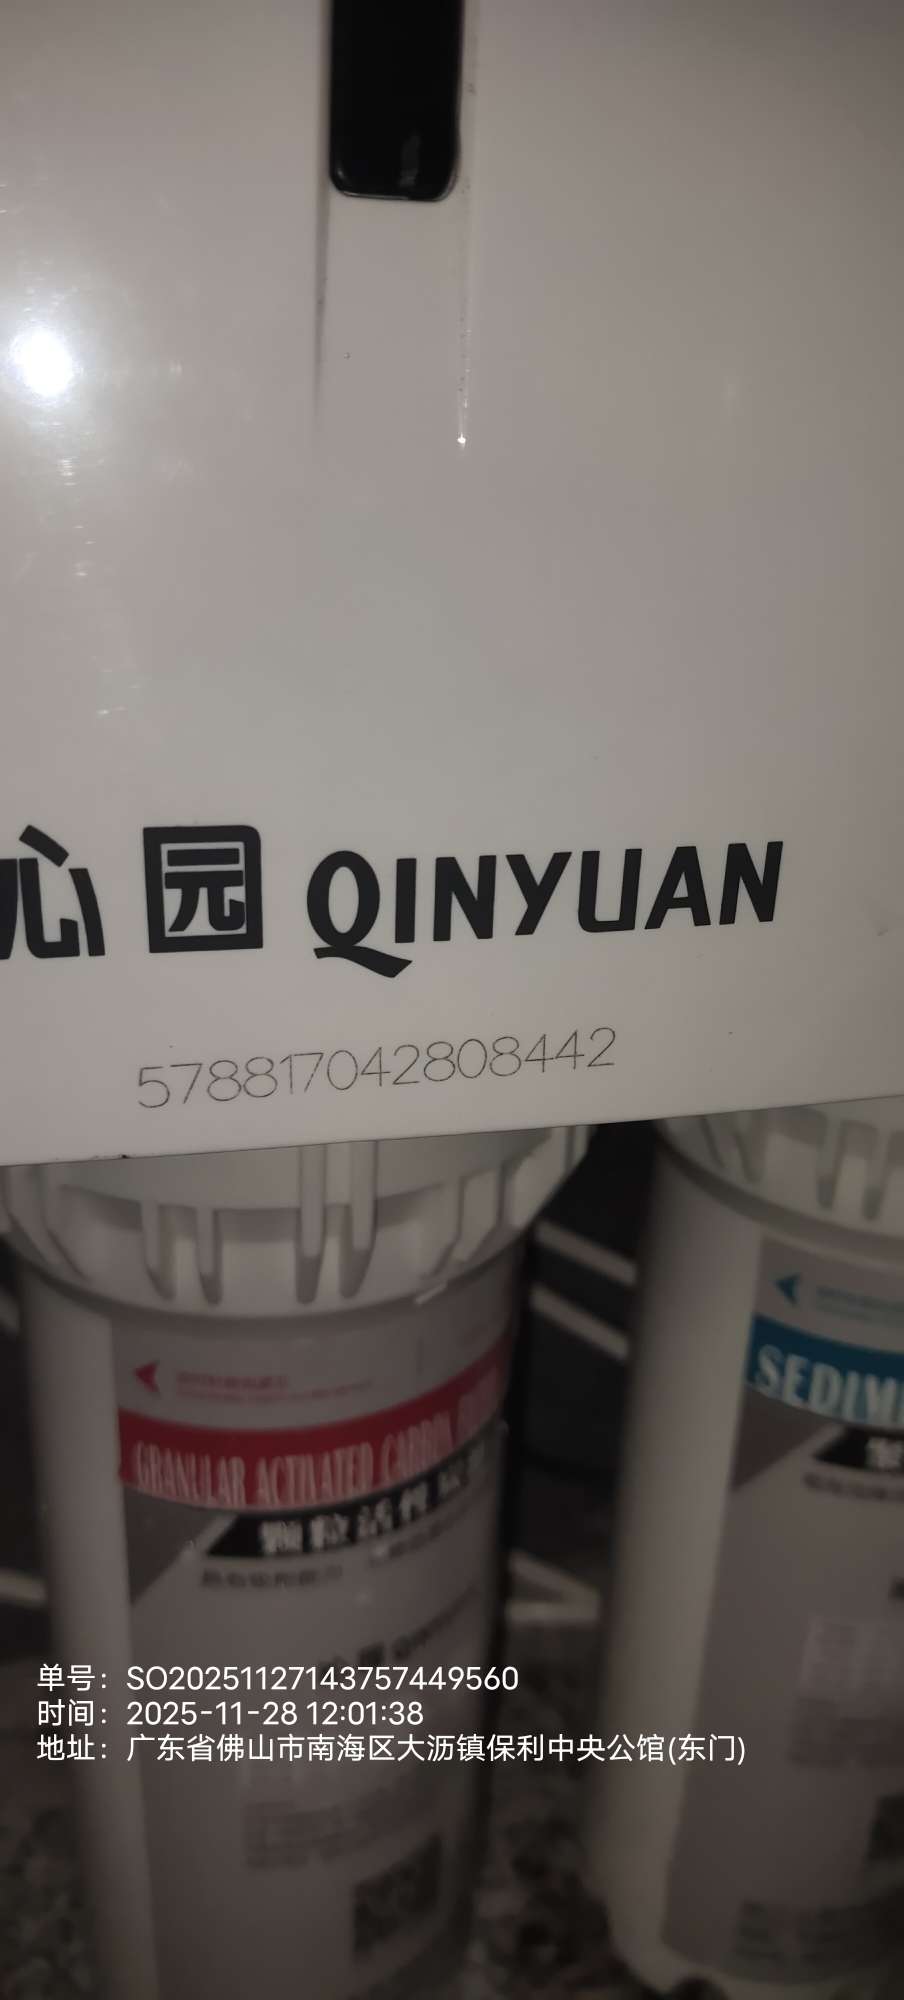 沁园 QINYUAN
578817042808442
GRANULAR ACTIVATED CARBON
颗粒活性炭
SEDIM
单号：SO20251127143757449560
时间：2025-11-28 12:01:38
地址：广东省佛山市南海区大沥镇保利中央公馆(东门)